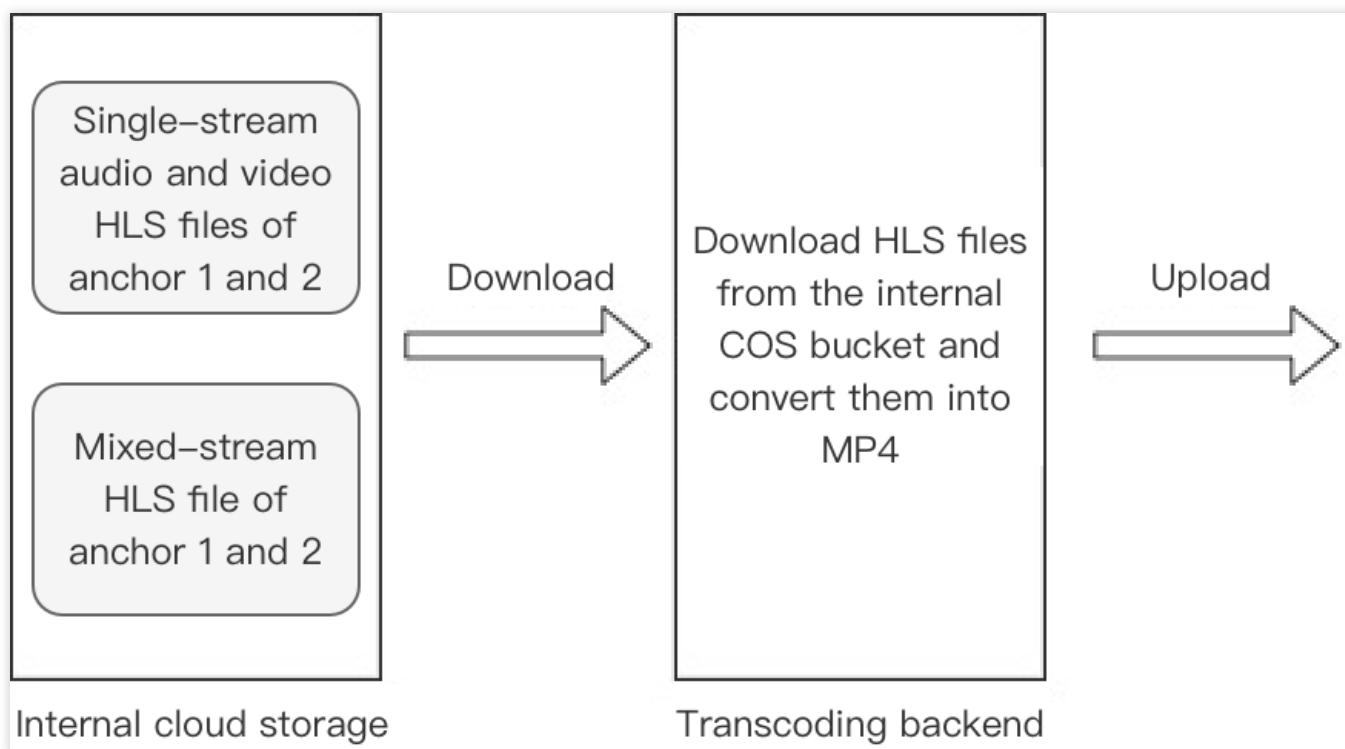 Single-stream
audio and video
HLS files of
anchor 1 and 2
Mixed-stream
HLS file of
anchor 1 and 2
Internal cloud storage
Download
Download HLS files
from the internal
COS bucket and
convert them into
MP4
Transcoding backend
Upload